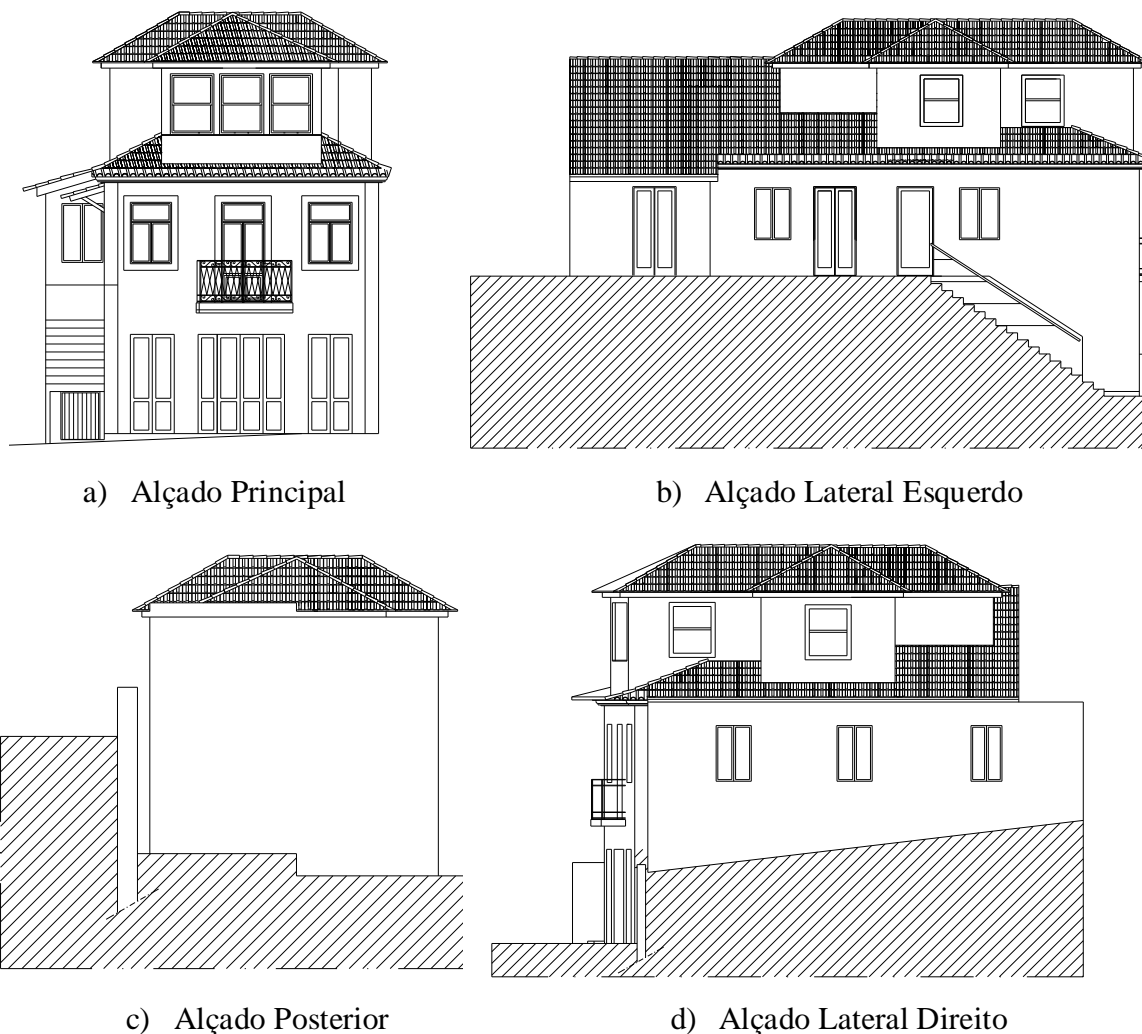 a) Alçado Principal
b) Alçado Lateral Esquerdo
c) Alçado Posterior
d) Alçado Lateral Direito